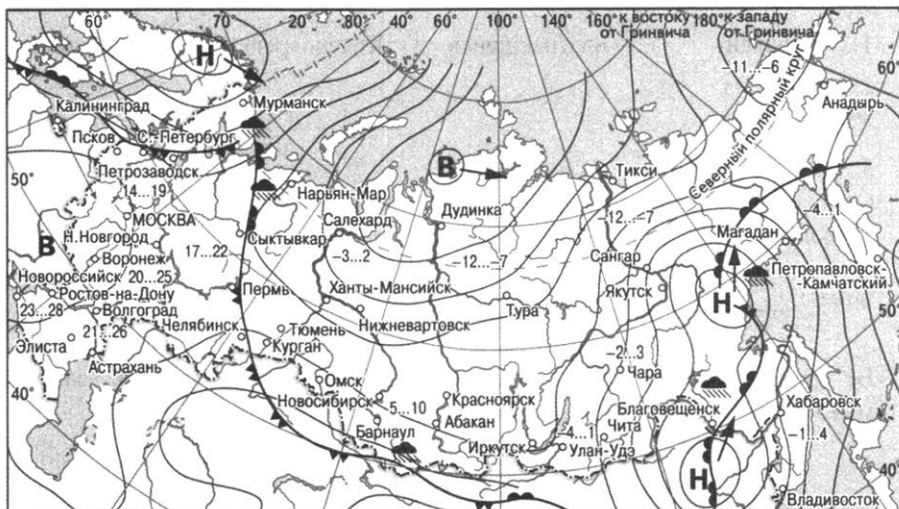 60° 70° 20° 80° 40° 60° 100° 120° 140° 160° к востоку 180° к западу
от Гринвича от Гринвича
Н
-11...-6
60°
Мурманск
Анадырь
Калининград
Северный полярный круг
Псков С.-Петербург
Петрозаводск
В
Тикси
50°
14...19
Нарьян-Мар
Салехард
Дудинка
-12...-7
-4...1
МОСКВА
Магадан
В
Н.Новгород
17...22
Сыктывкар
-3...2
-12...-7
Сангар
Воронеж
Петропавловск-
-Камчатский
Новороссийск 20...25
Пермь
Ханты-Мансийск
Якутск
Н
Ростов-на-Дону
23...28
Волгоград
Тура
50°
21...26
Челябинск
Тюмень
Нижневартовск
Элиста
Курган
-2...3
Астрахань
Чара
Омск
Хабаровск
40°
Новосибирск
5...10
Красноярск
Благовещенск
Барнаул
Абакан
Чита
-1...4
Иркутск
-4...1
Улан-Удэ
Н
40°
Владивосток